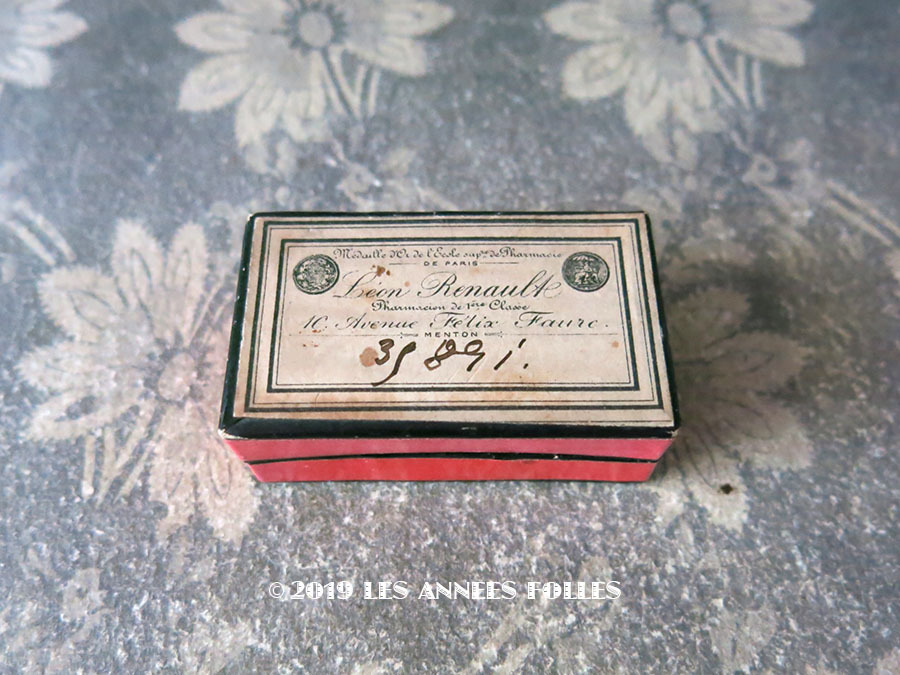 Médaille d'Or de l'École supre de Pharmacie
DE PARIS
Léon Renault
Pharmacien de 1ère Classe
10, Avenue Félix Faure.
MENTON
35891.
©2019 LES ANNEES FOLLES